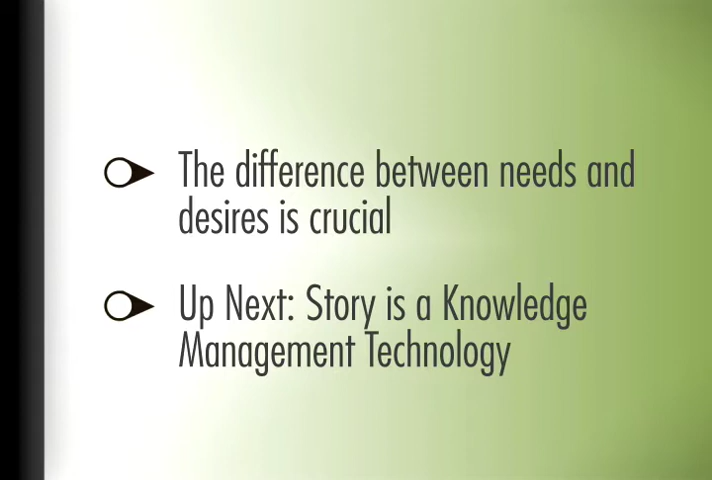 The difference between needs and
desires is crucial
Up Next: Story is a Knowledge
Management Technology